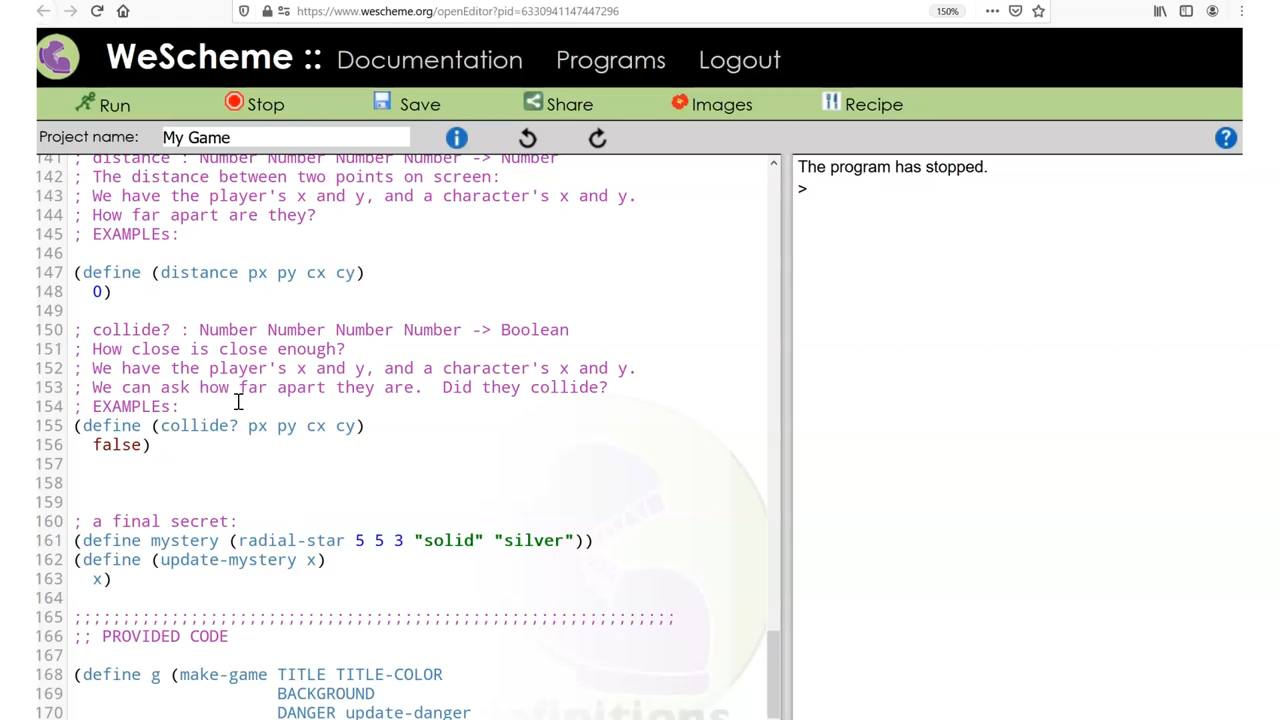 https://www.wescheme.org/openEditor?pid=6330941147447296
150%
WeScheme :: Documentation Programs Logout
Run Stop Save Share Images Recipe
Project name: My Game
141 ; distance : Number Number Number Number -> Number
142 ; The distance between two points on screen:
143 ; We have the player's x and y, and a character's x and y.
144 ; How far apart are they?
145 ; EXAMPLEs:
146
147 (define (distance px py cx cy)
148 0)
149
150 ; collide? : Number Number Number Number -> Boolean
151 ; How close is close enough?
152 ; We have the player's x and y, and a character's x and y.
153 ; We can ask how far apart they are.  Did they collide?
154 ; EXAMPLEs:
155 (define (collide? px py cx cy)
156 false)
157
158
159
160 ; a final secret:
161 (define mystery (radial-star 5 5 3 "solid" "silver"))
162 (define (update-mystery x)
163 x)
164
165 ;;;;;;;;;;;;;;;;;;;;;;;;;;;;;;;;;;;;;;;;;;;;;;;;;;;;;;;;;;;;;;
166 ;; PROVIDED CODE
167
168 (define g (make-game TITLE TITLE-COLOR
169 BACKGROUND
170 DANGER update-danger
The program has stopped.
>